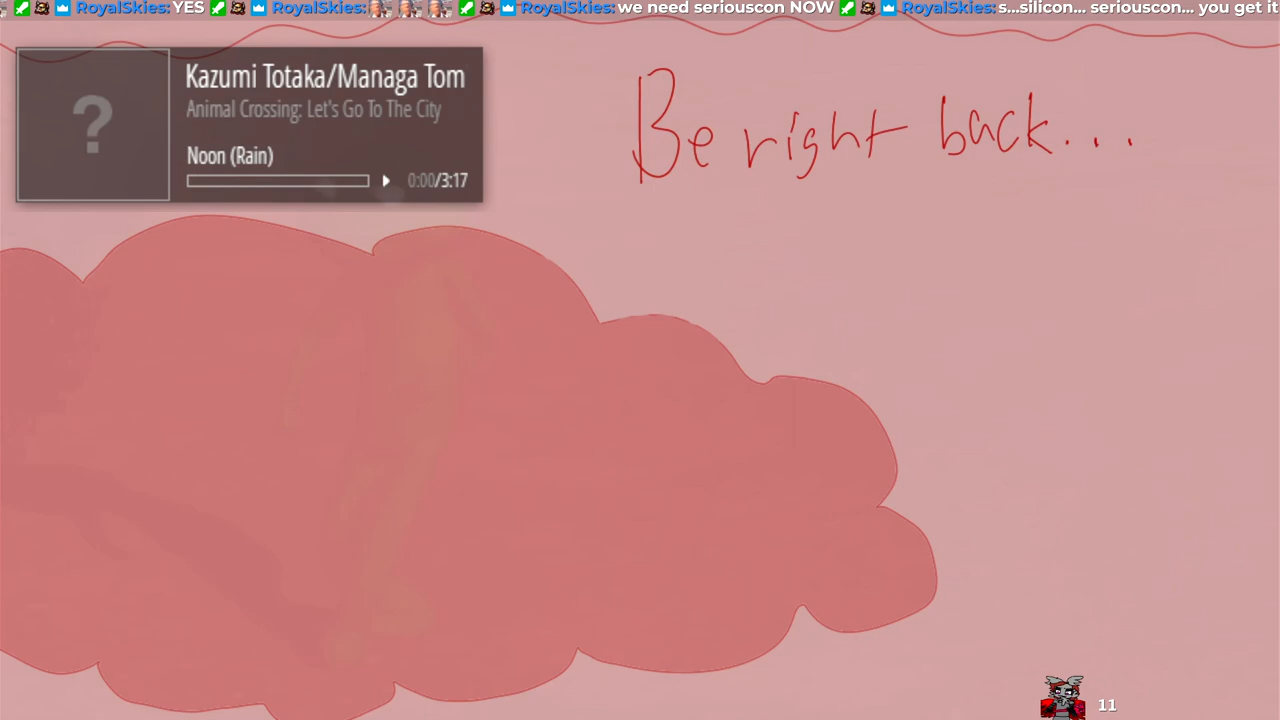 RoyalSkies: YES RoyalSkies: RoyalSkies: we need seriouscon NOW RoyalSkies: s...silicon... seriouscon... you get it
Kazumi Totaka/Managa Tom
Animal Crossing: Let's Go To The City
?
Noon (Rain)
0:00/3:17
Be right back...
11